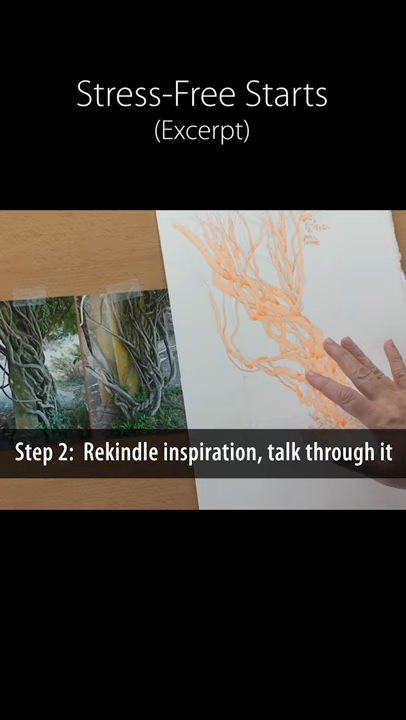 Stress-Free Starts
(Excerpt)
Step 2: Rekindle inspiration, talk through it